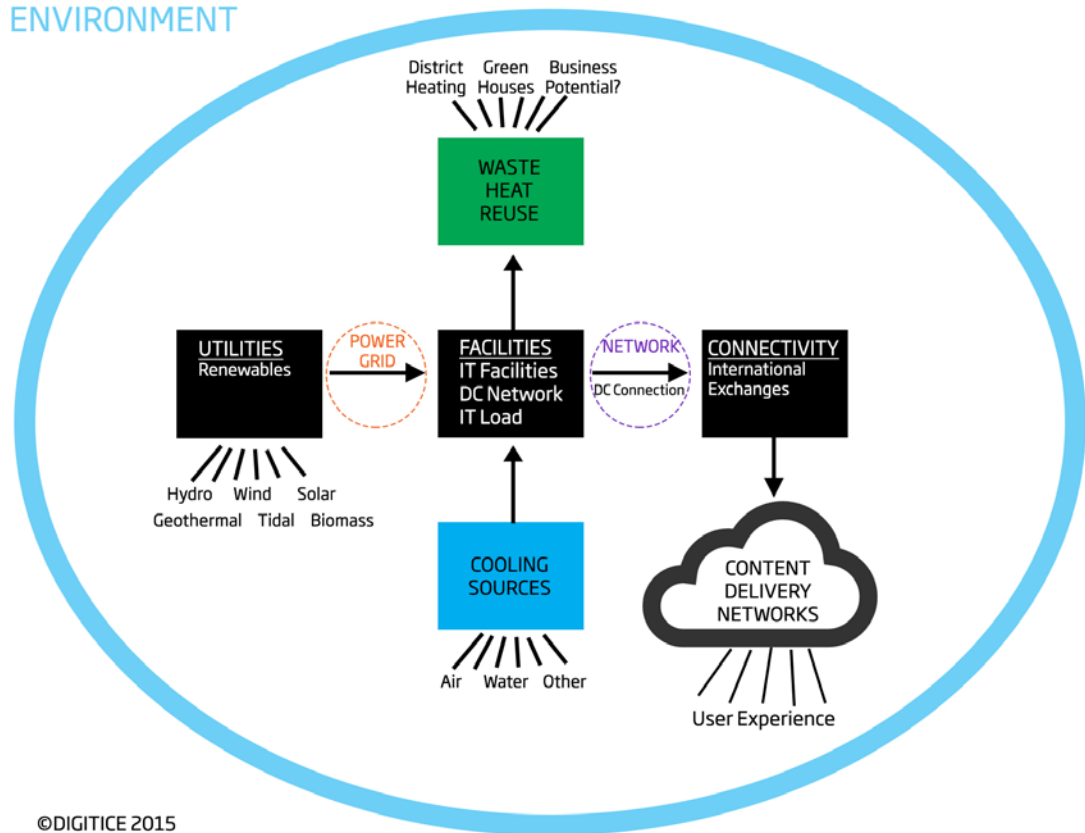 ENVIRONMENT
District Heating
Green Houses
Business Potential?
WASTE
HEAT
REUSE
UTILITIES
Renewables
POWER
GRID
FACILITIES
IT Facilities
DC Network
IT Load
NETWORK
DC Connection
CONNECTIVITY
International
Exchanges
Hydro Wind Solar
Geothermal Tidal Biomass
COOLING
SOURCES
Air Water Other
CONTENT
DELIVERY
NETWORKS
User Experience
©DIGITICE 2015